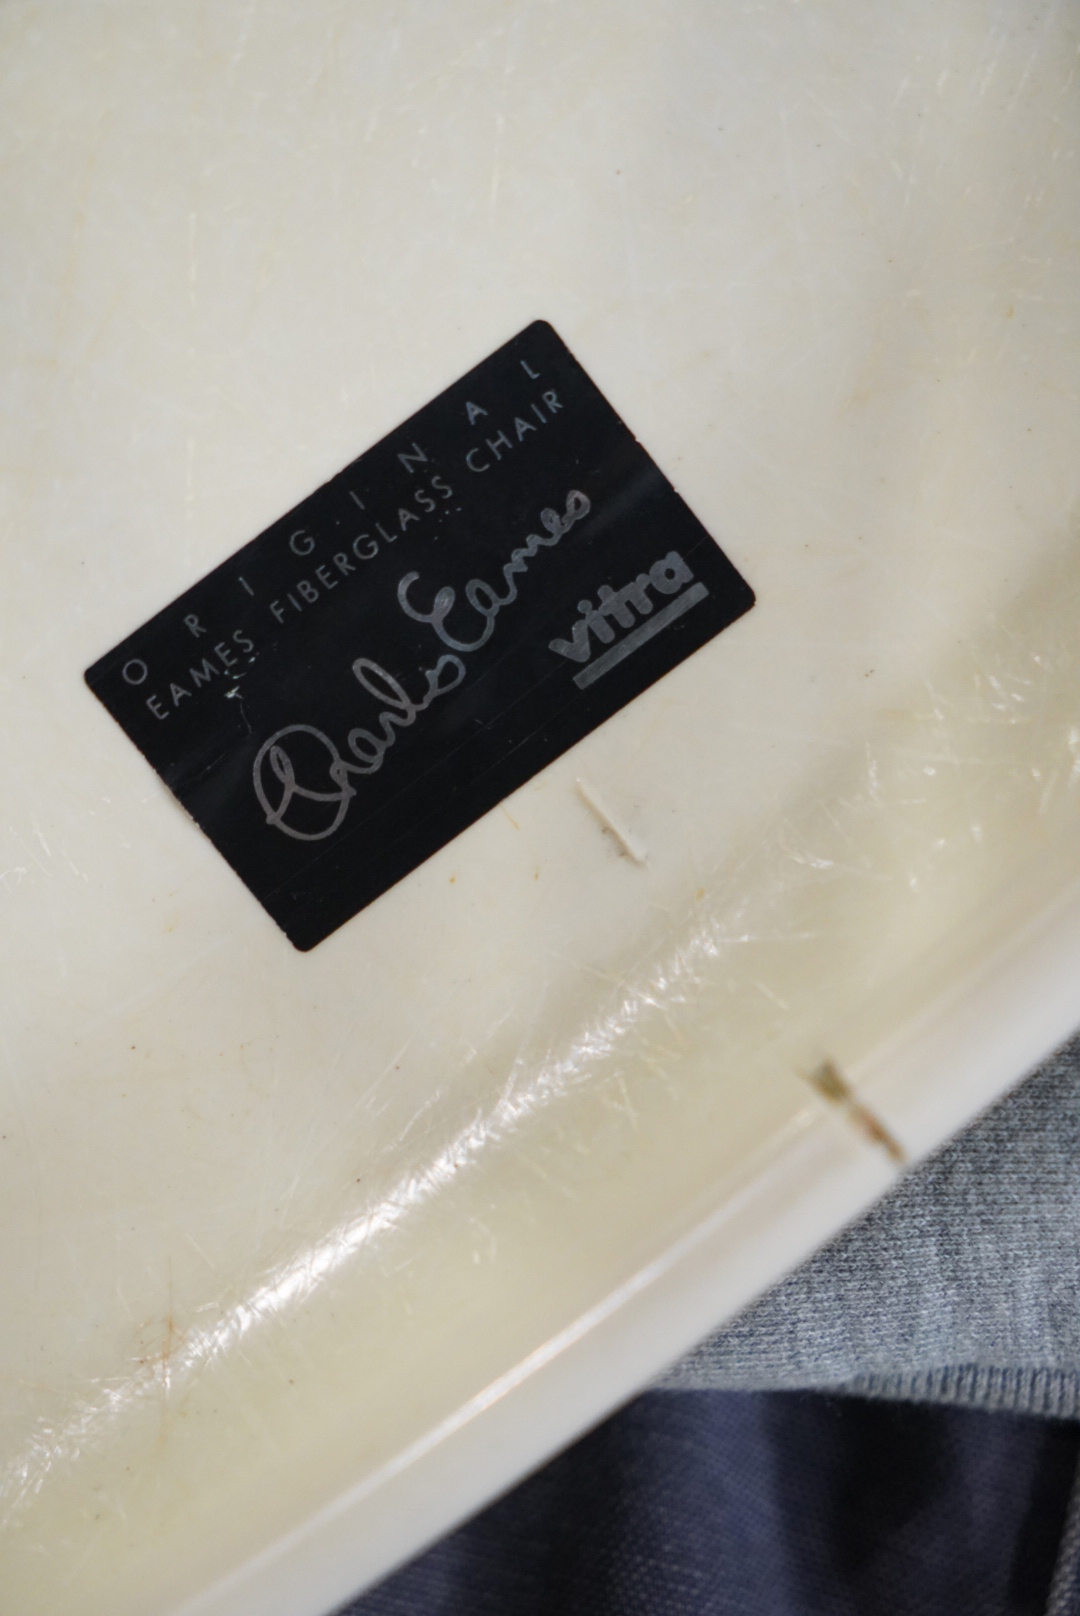 ORIGINAL
EAMES FIBERGLASS CHAIR
Charles Eames
vitra